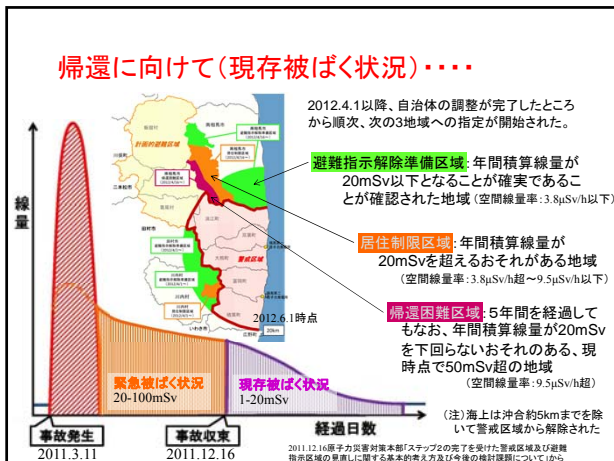 帰還に向けて(現存被ばく状況)・・・・
2012.4.1以降、自治体の調整が完了したところ
から順次、次の3地域への指定が開始された。
避難指示解除準備区域:年間積算線量が
20mSv以下となることが確実であるこ
とが確認された地域(空間線量率:3.8μSv/h以下)
居住制限区域:年間積算線量が
20mSvを超えるおそれがある地域
(空間線量率:3.8μSv/h超~9.5μSv/h以下)
帰還困難区域:5年間を経過して
もなお、年間積算線量が20mSv
を下回らないおそれのある、現
時点で50mSv超の地域
(空間線量率:9.5μSv/h超)
(注)海上は沖合約5kmまでを除
いて警戒区域から解除された
計画的避難区域
警戒区域
二本松市
田村市
川内村
いわき市
2012.6.1時点
20km
線量
緊急被ばく状況
20-100mSv
現存被ばく状況
1-20mSv
経過日数
事故発生
2011.3.11
事故収束
2011.12.16
2011.12.16原子力災害対策本部「ステップ2の完了を受けた警戒区域及び避難
指示区域の見直しに関する基本的考え方及び今後の検討課題について」から